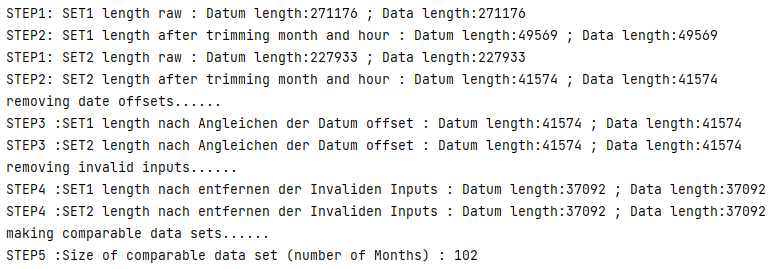 STEP1: SET1 length raw : Datum length:271176 ; Data length:271176
STEP2: SET1 length after trimming month and hour : Datum length:49569 ; Data length:49569
STEP1: SET2 length raw : Datum length:227933 ; Data length:227933
STEP2: SET2 length after trimming month and hour : Datum length:41574 ; Data length:41574
removing date offsets......
STEP3 :SET1 length nach Angleichen der Datum offset : Datum length:41574 ; Data length:41574
STEP3 :SET2 length nach Angleichen der Datum offset : Datum length:41574 ; Data length:41574
removing invalid inputs......
STEP4 :SET1 length nach entfernen der Invaliden Inputs : Datum length:37092 ; Data length:37092
STEP4 :SET2 length nach entfernen der Invaliden Inputs : Datum length:37092 ; Data length:37092
making comparable data sets......
STEP5 :Size of comparable data set (number of Months) : 102